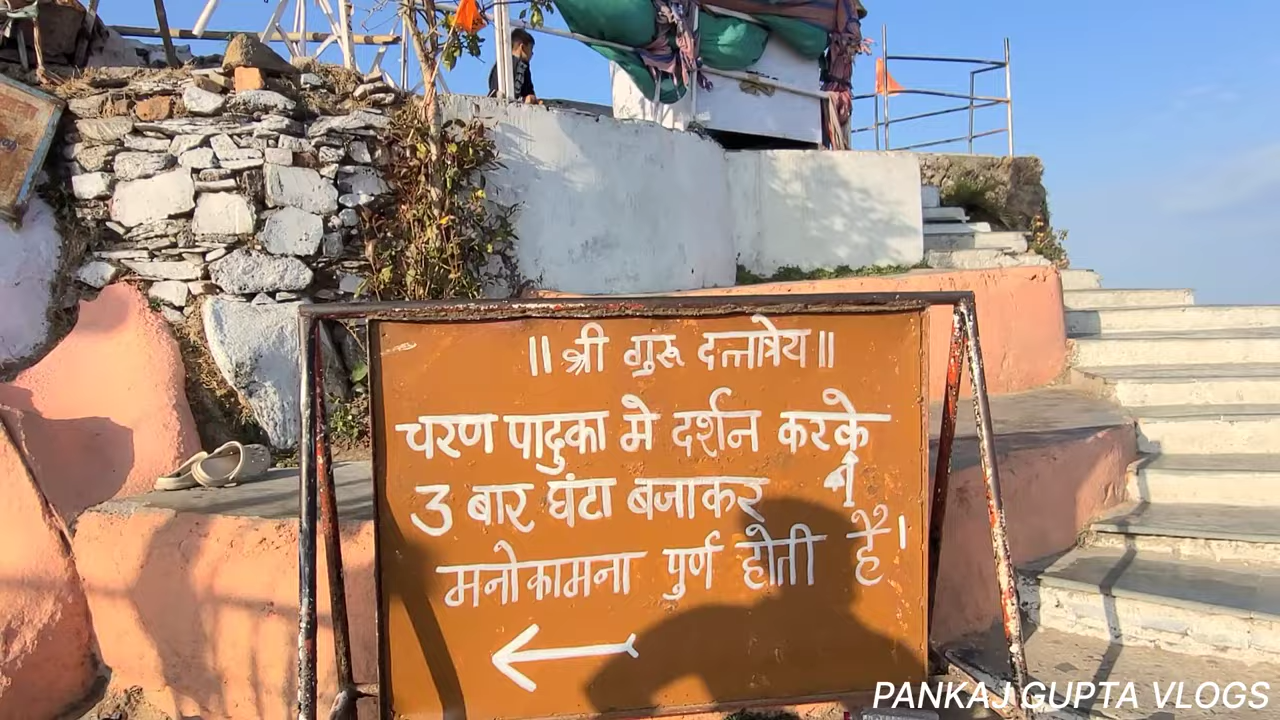 ॥ श्री गुरू दत्तात्रेय ॥
चरण पादुका मे दर्शन करके
3 बार घंटा बजाकर
मनोकामना पुर्ण होती है।
PANKAJ GUPTA VLOGS